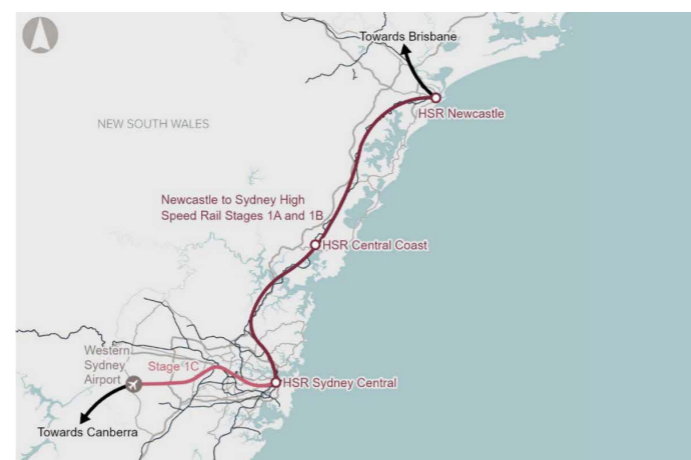 Towards Brisbane
HSR Newcastle
NEW SOUTH WALES
Newcastle to Sydney High
Speed Rail Stages 1A and 1B
HSR Central Coast
Western
Sydney
Airport
Stage 1C
HSR Sydney Central
Towards Canberra